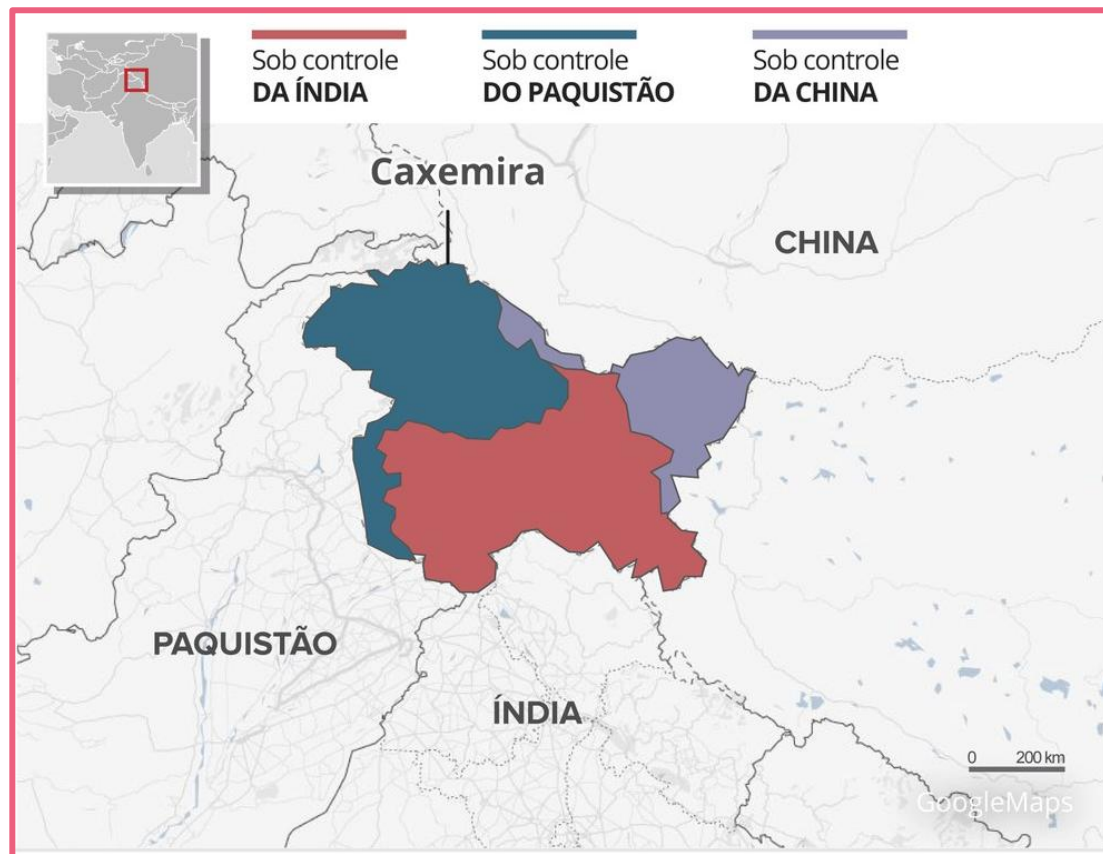 Sob controle
DA ÍNDIA
Sob controle
DO PAQUISTÃO
Sob controle
DA CHINA
Caxemira
CHINA
PAQUISTÃO
ÍNDIA
0 200 km
GoogleMaps